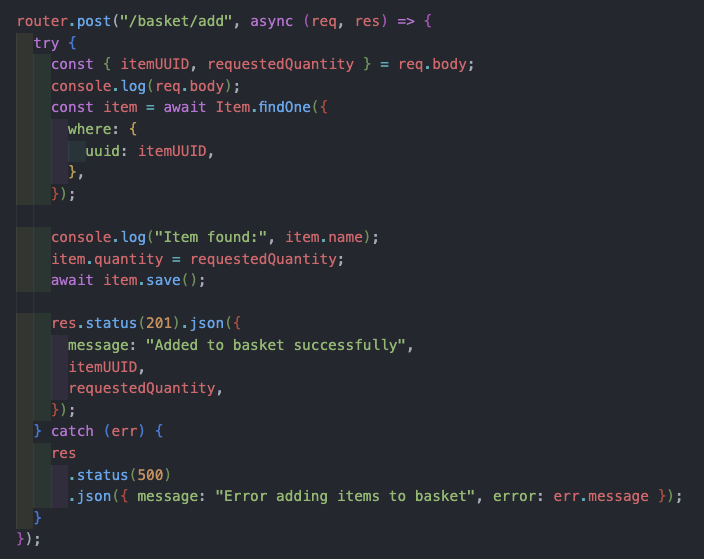 router.post("/basket/add", async (req, res) => {
  try {
    const { itemUUID, requestedQuantity } = req.body;
    console.log(req.body);
    const item = await Item.findOne({
      where: {
        uuid: itemUUID,
      },
    });

    console.log("Item found:", item.name);
    item.quantity = requestedQuantity;
    await item.save();

    res.status(201).json({
      message: "Added to basket successfully",
      itemUUID,
      requestedQuantity,
    });
  } catch (err) {
    res
      .status(500)
      .json({ message: "Error adding items to basket", error: err.message });
  }
});